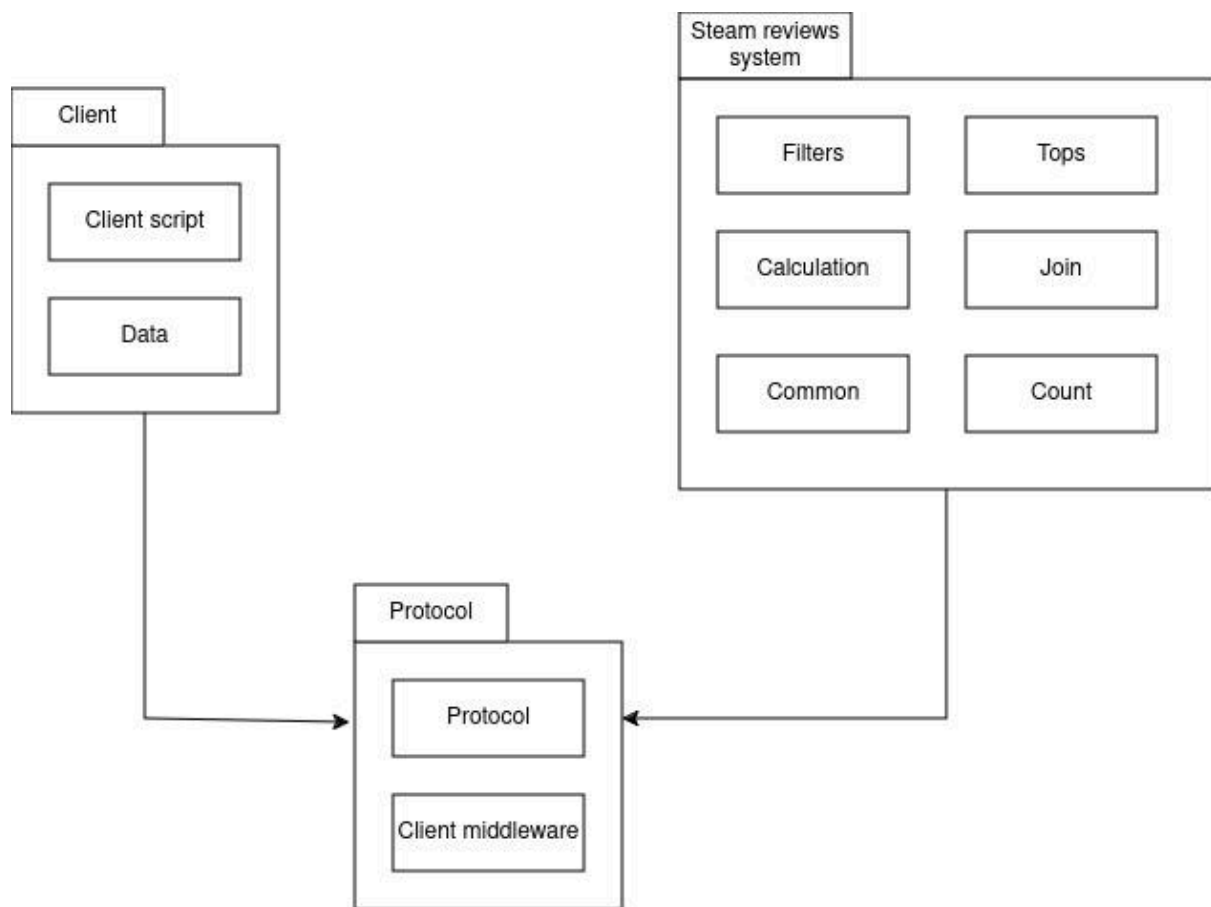 Client
Client script
Data
Steam reviews
system
Filters
Tops
Calculation
Join
Common
Count
Protocol
Protocol
Client middleware